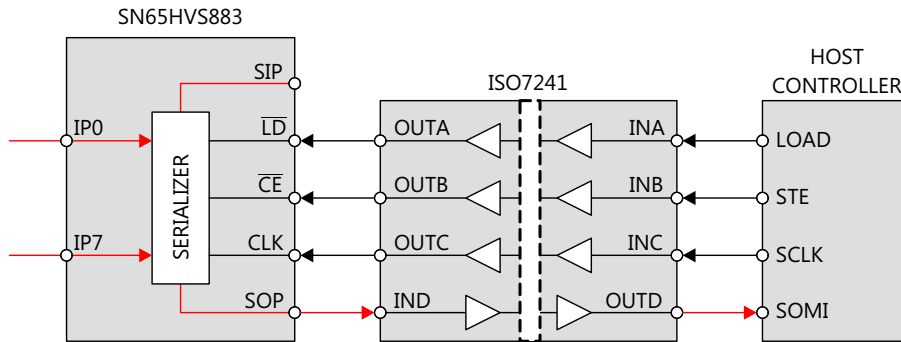 SN65HVS883
HOST
CONTROLLER
ISO7241
SIP
IP0
LD
OUTA
INA
LOAD
SERIALIZER
CE
OUTB
INB
STE
IP7
CLK
OUTC
INC
SCLK
SOP
IND
OUTD
SOMI